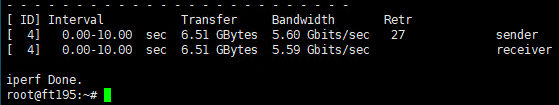 - - - - - - - - - - - - - - - - - - - - - - - - -
[ ID] Interval Transfer Bandwidth Retr
[ 4] 0.00-10.00 sec 6.51 GBytes 5.60 Gbits/sec 27 sender
[ 4] 0.00-10.00 sec 6.51 GBytes 5.59 Gbits/sec receiver
iperf Done.
root@ft195:~#